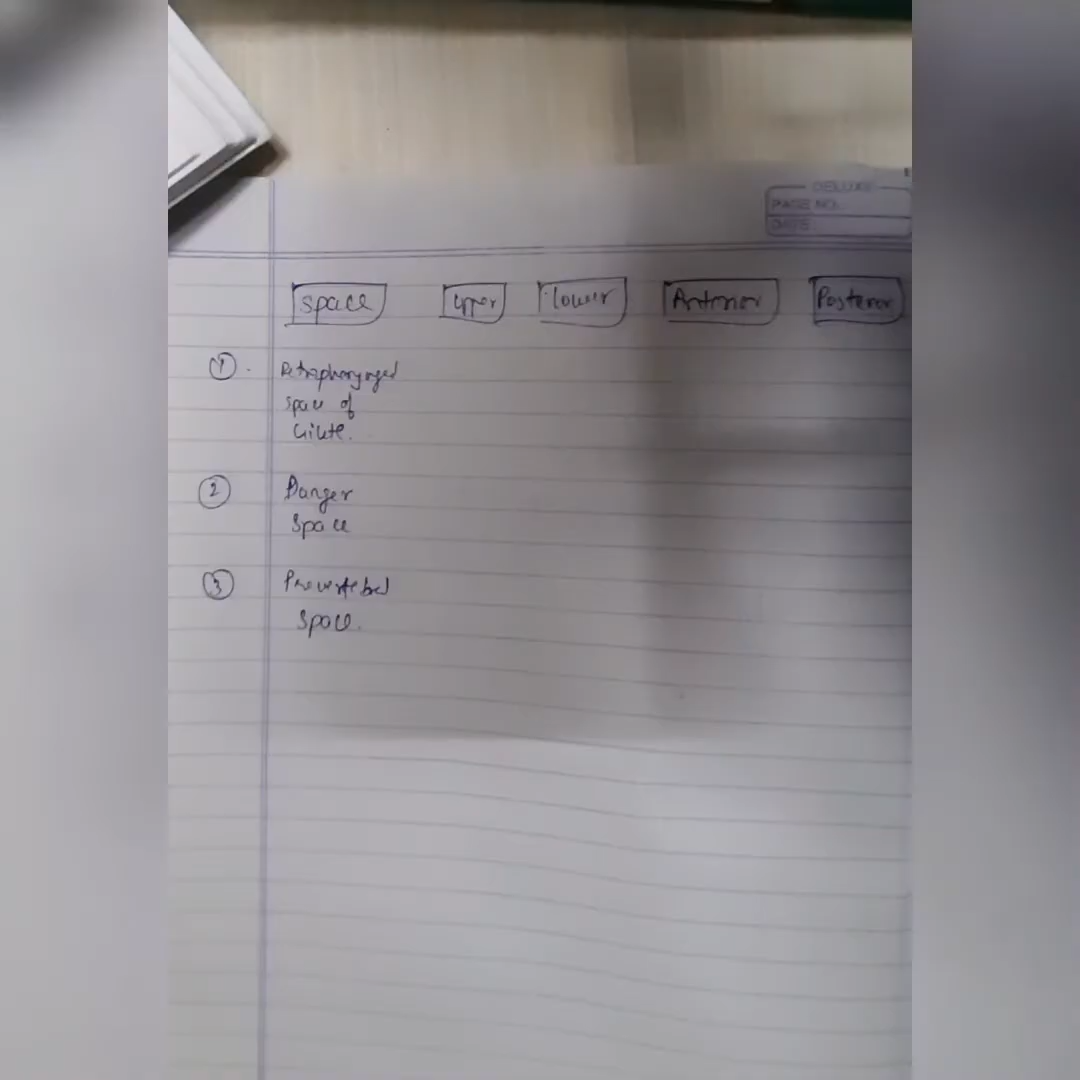 DELUXE
PAGE NO.
DATE
Space Upper Lower Anterior Posterior
1 Retropharyngeal
space of
2 Danger
Space
3 Prevertebral
Space.